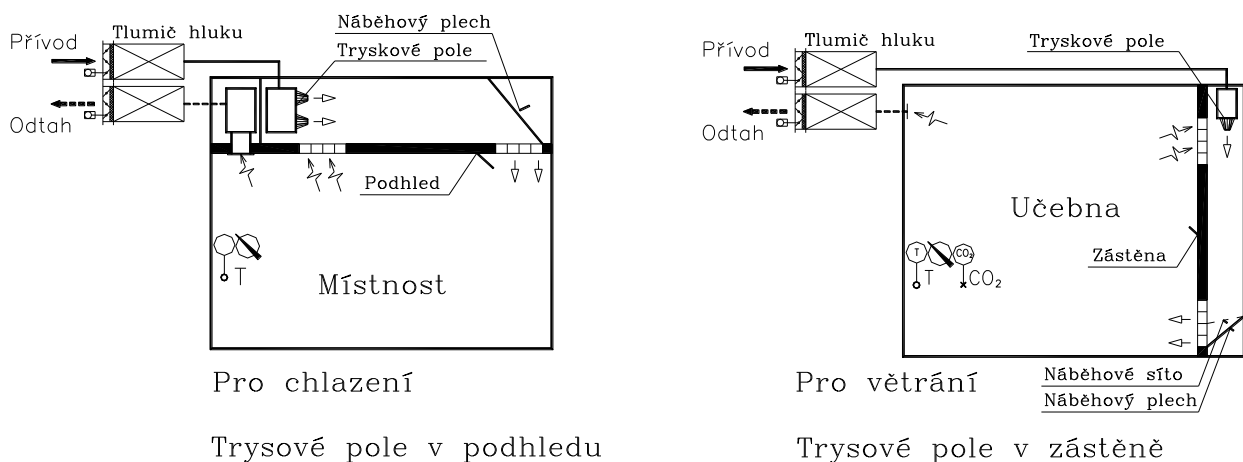 Náběhový plech
Tlumič hluku
Tryskové pole
Přívod
Odtah
Podhled
T
Místnost
Pro chlazení
Trysové pole v podhledu
Tlumič hluku
Tryskové pole
Přívod
Odtah
Učebna
Zástěna
T
CO₂
T
CO₂
Náběhové síto
Pro větrání
Náběhový plech
Trysové pole v zástěně